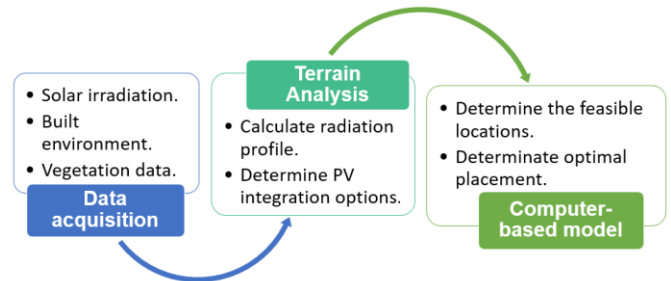 • Solar irradiation.
• Built
environment.
• Vegetation data.
Data
acquisition
Terrain
Analysis
• Calculate radiation
profile.
• Determine PV
integration options.
• Determine the feasible
locations.
• Determinate optimal
placement.
Computer-
based model